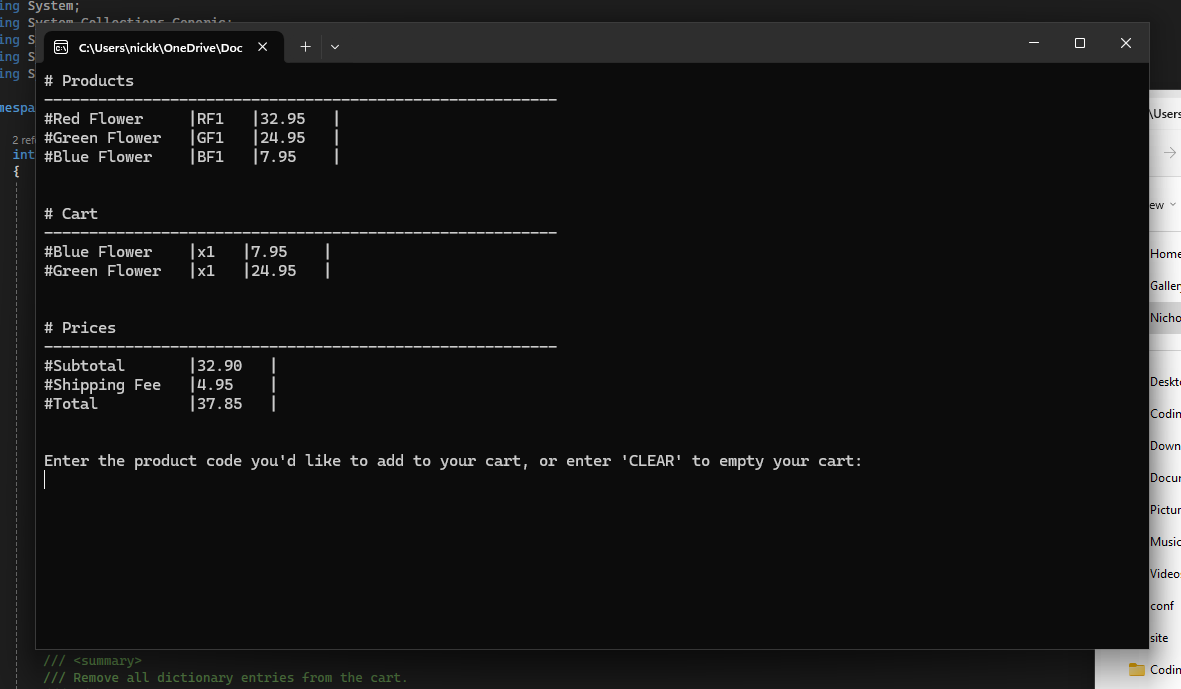 ing System;
ing System.Collections.Generic;
ing S
ing S
ing S
mespa
2 refe
int
{
C:\Users\nickk\OneDrive\Doc
# Products
---------------------------------------------------------
#Red Flower     |RF1   |32.95   |
#Green Flower   |GF1   |24.95   |
#Blue Flower    |BF1   |7.95    |
# Cart
---------------------------------------------------------
#Blue Flower    |x1   |7.95    |
#Green Flower   |x1   |24.95   |
# Prices
---------------------------------------------------------
#Subtotal       |32.90   |
#Shipping Fee   |4.95    |
#Total          |37.85   |
Enter the product code you'd like to add to your cart, or enter 'CLEAR' to empty your cart:
/// <summary>
/// Remove all dictionary entries from the cart.
\Users
ew
Home
Galler
Nicho
Deskt
Codin
Down
Docu
Pictur
Music
Video
conf
site
Codin